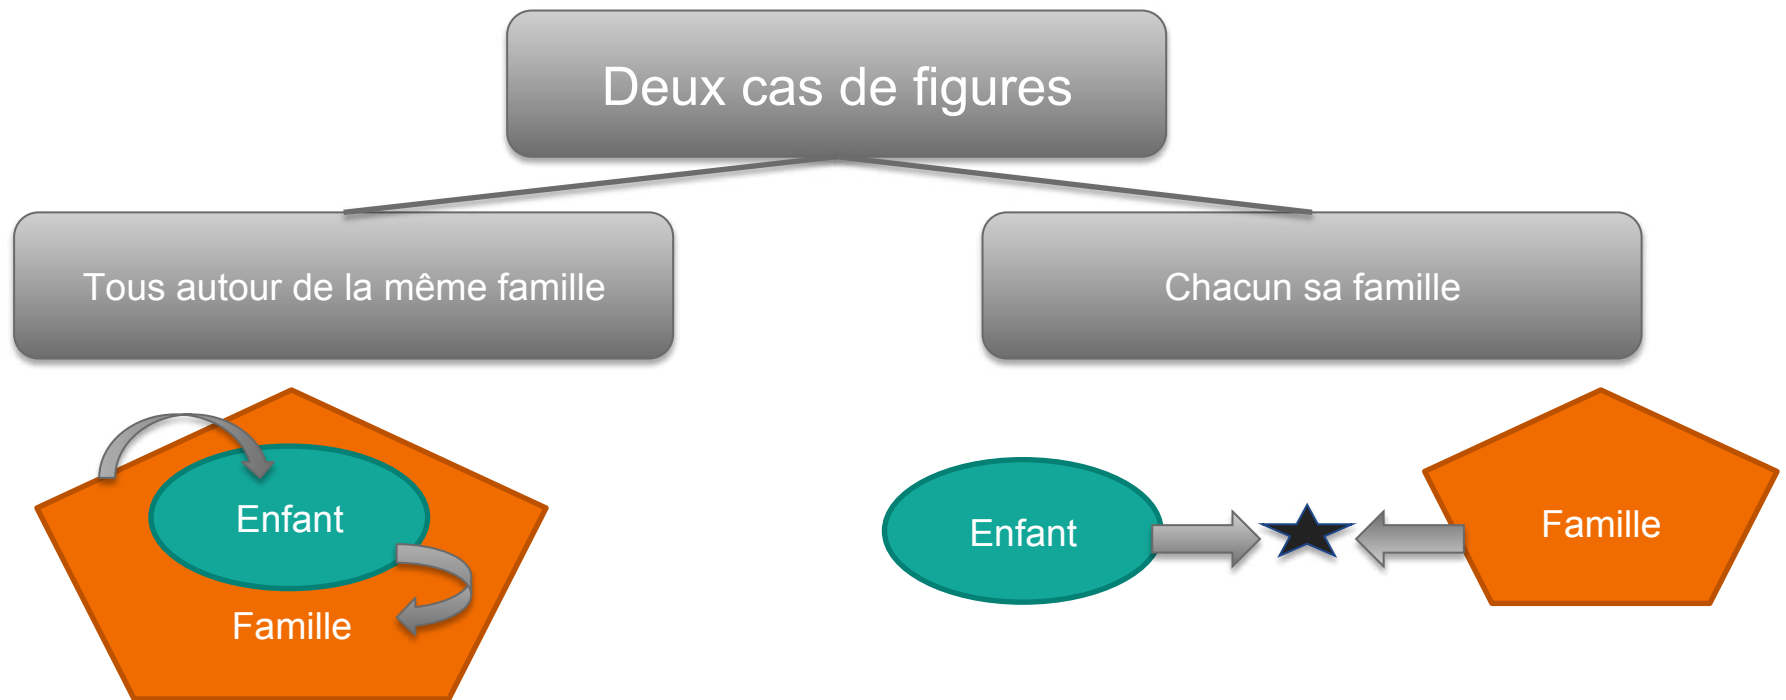 Deux cas de figures
Tous autour de la même famille
Chacun sa famille
Enfant
Famille
Enfant
Famille